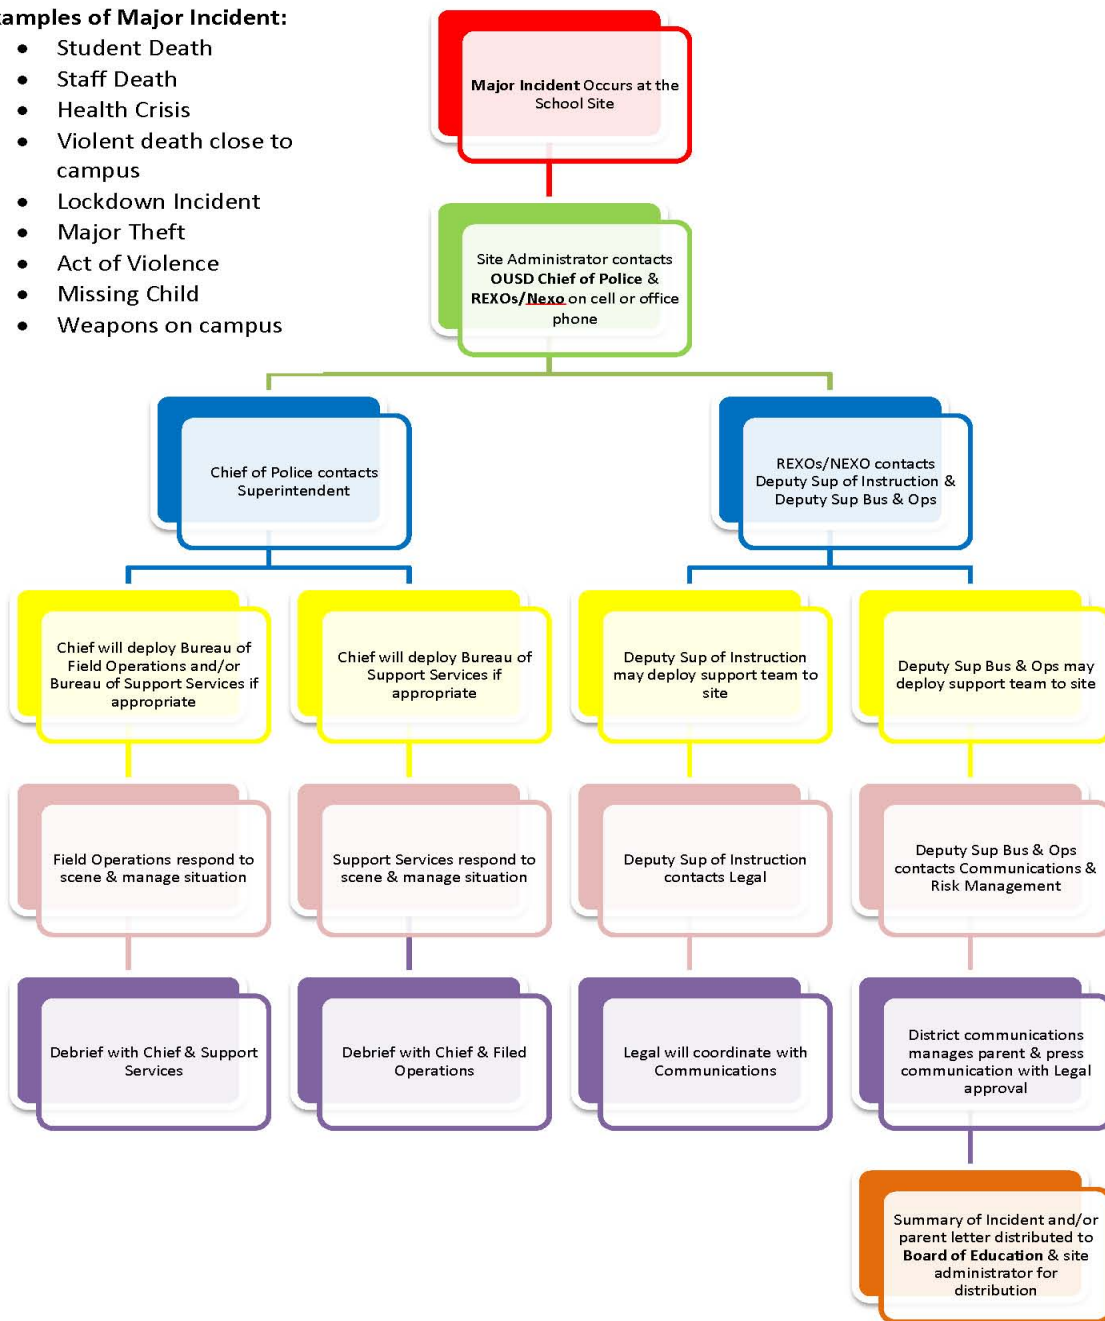 xamples of Major Incident:
• Student Death
• Staff Death
• Health Crisis
• Violent death close to
campus
• Lockdown Incident
• Major Theft
• Act of Violence
• Missing Child
• Weapons on campus
Major Incident Occurs at the
School Site
Site Administrator contacts
OUSD Chief of Police &
REXOs/Nexo on cell or office
phone
Chief of Police contacts
Superintendent
REXOs/NEXO contacts
Deputy Sup of Instruction &
Deputy Sup Bus & Ops
Chief will deploy Bureau of
Field Operations and/or
Bureau of Support Services if
appropriate
Chief will deploy Bureau of
Support Services if
appropriate
Deputy Sup of Instruction
may deploy support team to
site
Deputy Sup Bus & Ops may
deploy support team to site
Field Operations respond to
scene & manage situation
Support Services respond to
scene & manage situation
Deputy Sup of Instruction
contacts Legal
Deputy Sup Bus & Ops
contacts Communications &
Risk Management
Debrief with Chief & Support
Services
Debrief with Chief & Filed
Operations
Legal will coordinate with
Communications
District communications
manages parent & press
communication with Legal
approval
Summary of Incident and/or
parent letter distributed to
Board of Education & site
administrator for
distribution